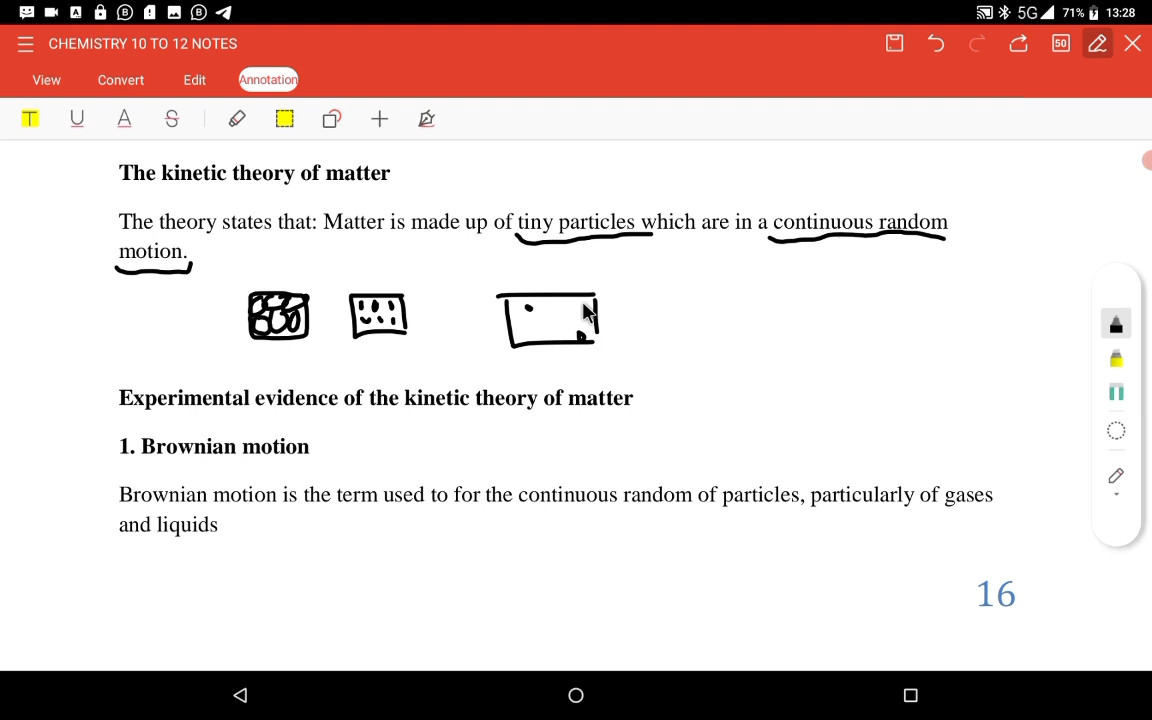 5G 71% 13:28
CHEMISTRY 10 TO 12 NOTES 50
View Convert Edit Annotation
T U A S
The kinetic theory of matter
The theory states that: Matter is made up of tiny particles which are in a continuous random
motion.
Experimental evidence of the kinetic theory of matter
1. Brownian motion
Brownian motion is the term used to for the continuous random of particles, particularly of gases
and liquids
16